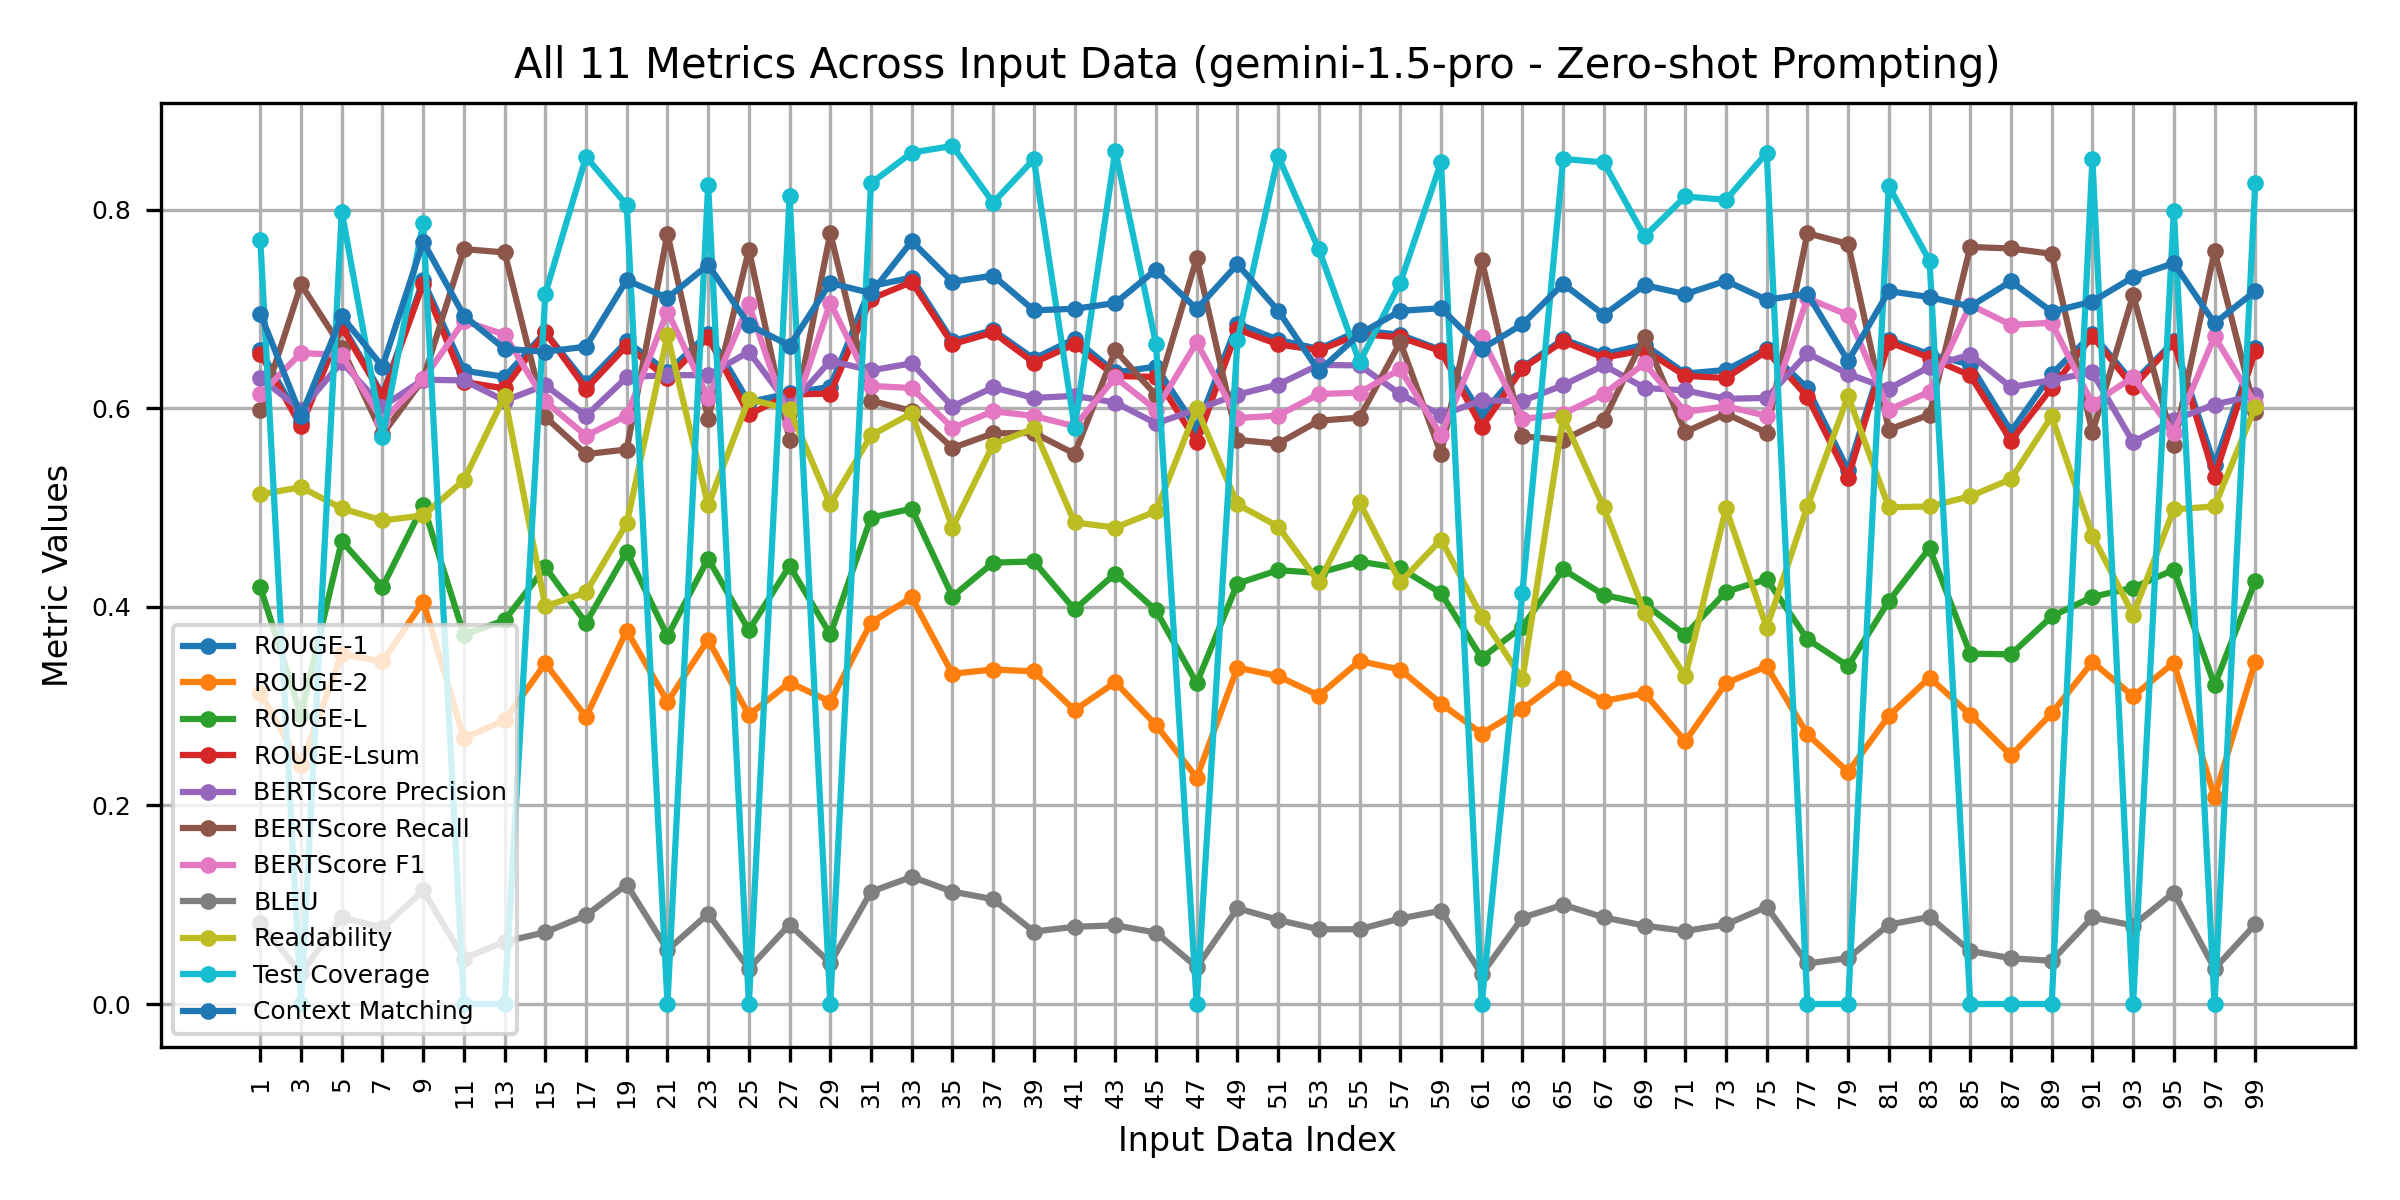 All 11 Metrics Across Input Data (gemini-1.5-pro - Zero-shot Prompting)
Metric Values
0.8
0.6
0.4
0.2
0.0
ROUGE-1
ROUGE-2
ROUGE-L
ROUGE-Lsum
BERTScore Precision
BERTScore Recall
BERTScore F1
BLEU
Readability
Test Coverage
Context Matching
1 3 5 7 9 11 13 15 17 19 21 23 25 27 29 31 33 35 37 39 41 43 45 47 49 51 53 55 57 59 61 63 65 67 69 71 73 75 77 79 81 83 85 87 89 91 93 95 97 99
Input Data Index